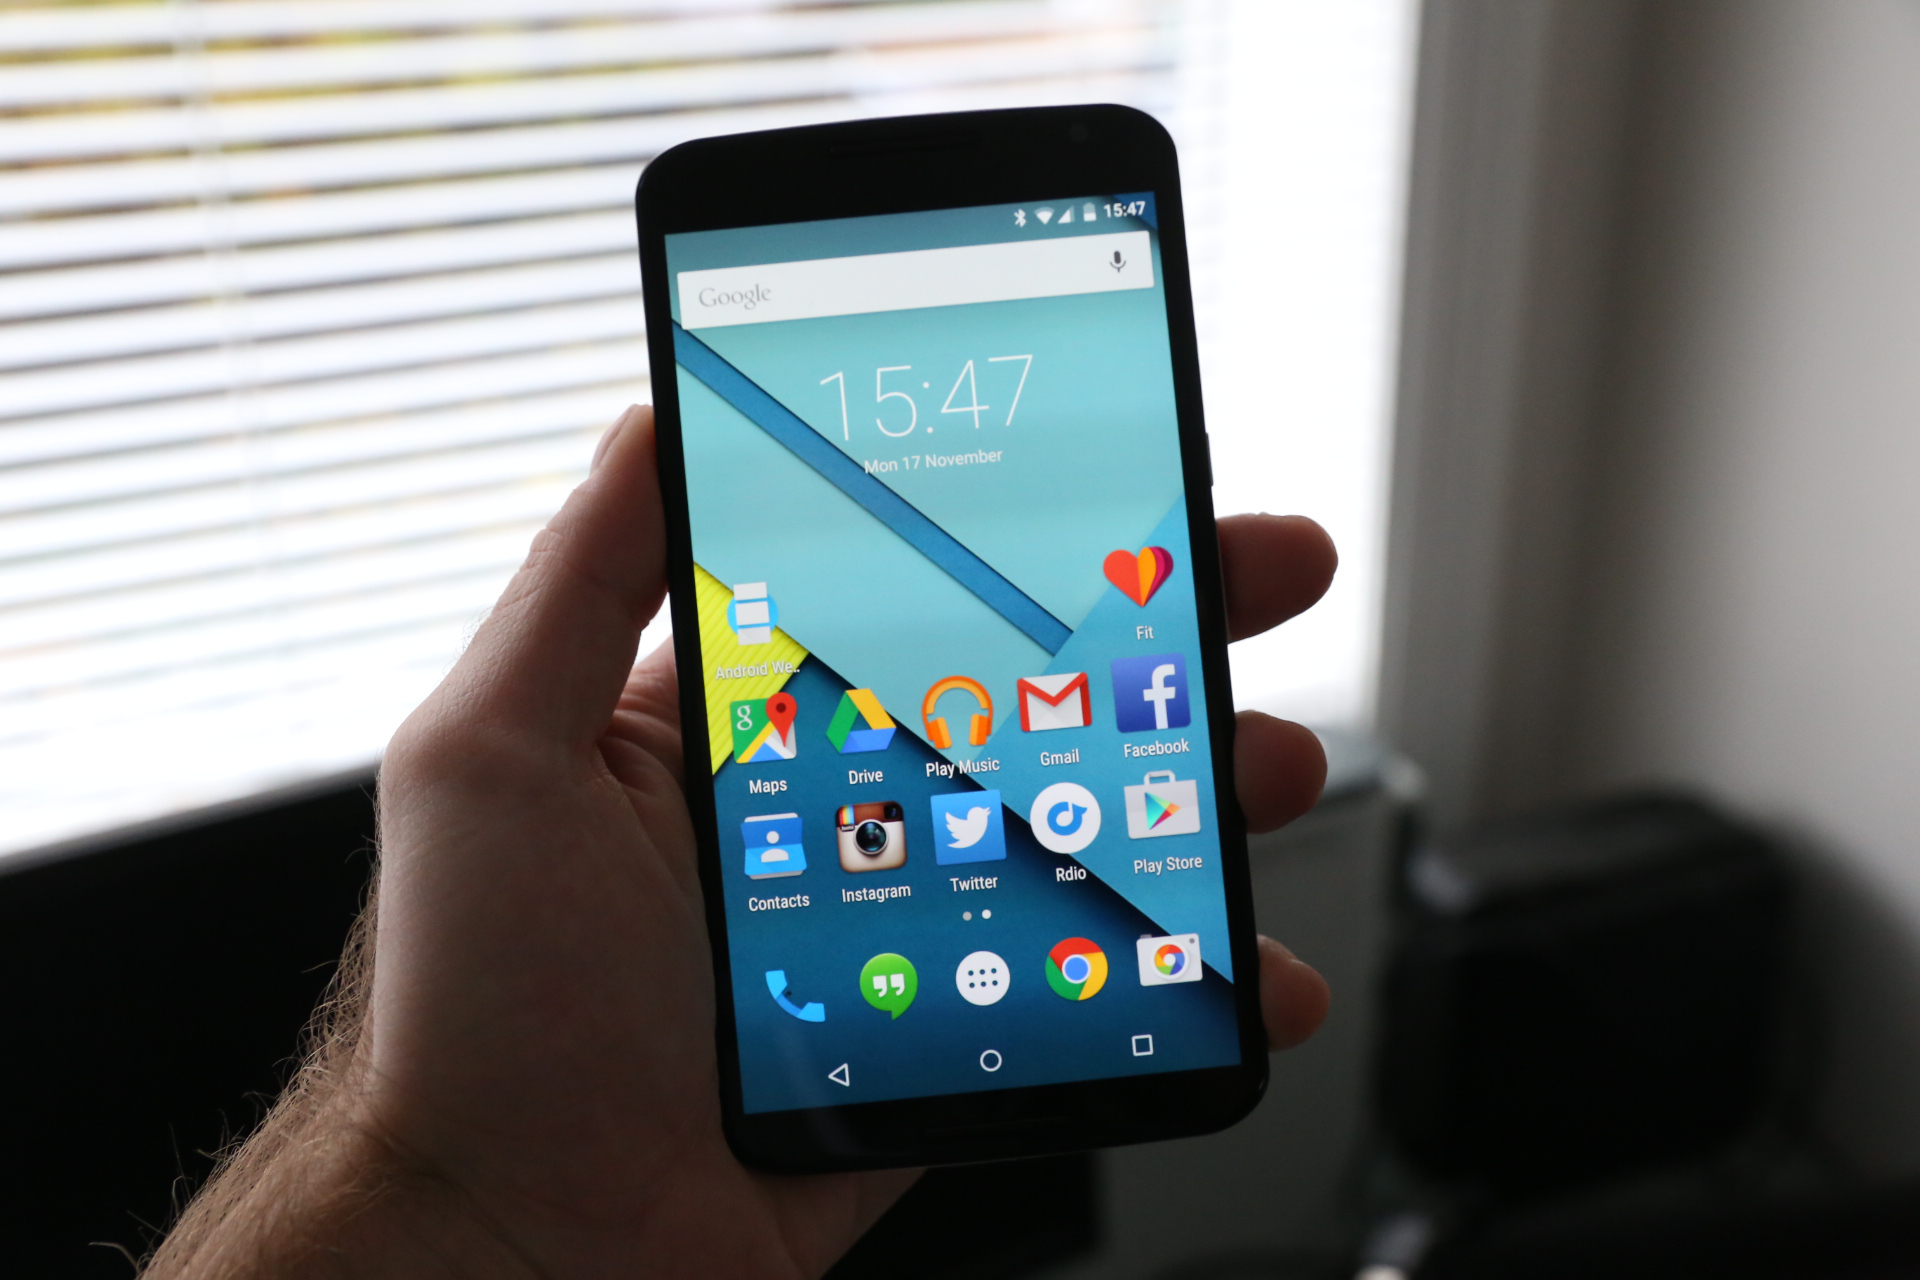 15:47
Google
15:47
Mon 17 November
Fit
Android We..
Maps
Drive
Play Music
Gmail
Facebook
Contacts
Instagram
Twitter
Rdio
Play Store